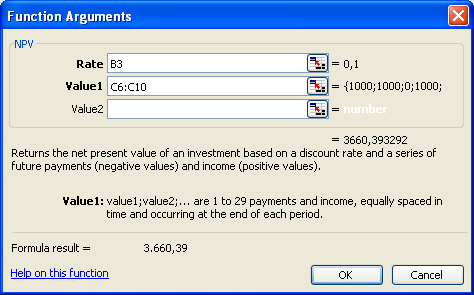 Function Arguments
NPV
Rate B3 = 0,1
Value1 C6:C10 = {1000;1000;0;1000;
Value2 = number
= 3660,393292
Returns the net present value of an investment based on a discount rate and a series of
future payments (negative values) and income (positive values).
Value1: value1;value2;... are 1 to 29 payments and income, equally spaced in
time and occurring at the end of each period.
Formula result = 3.660,39
Help on this function
OK Cancel